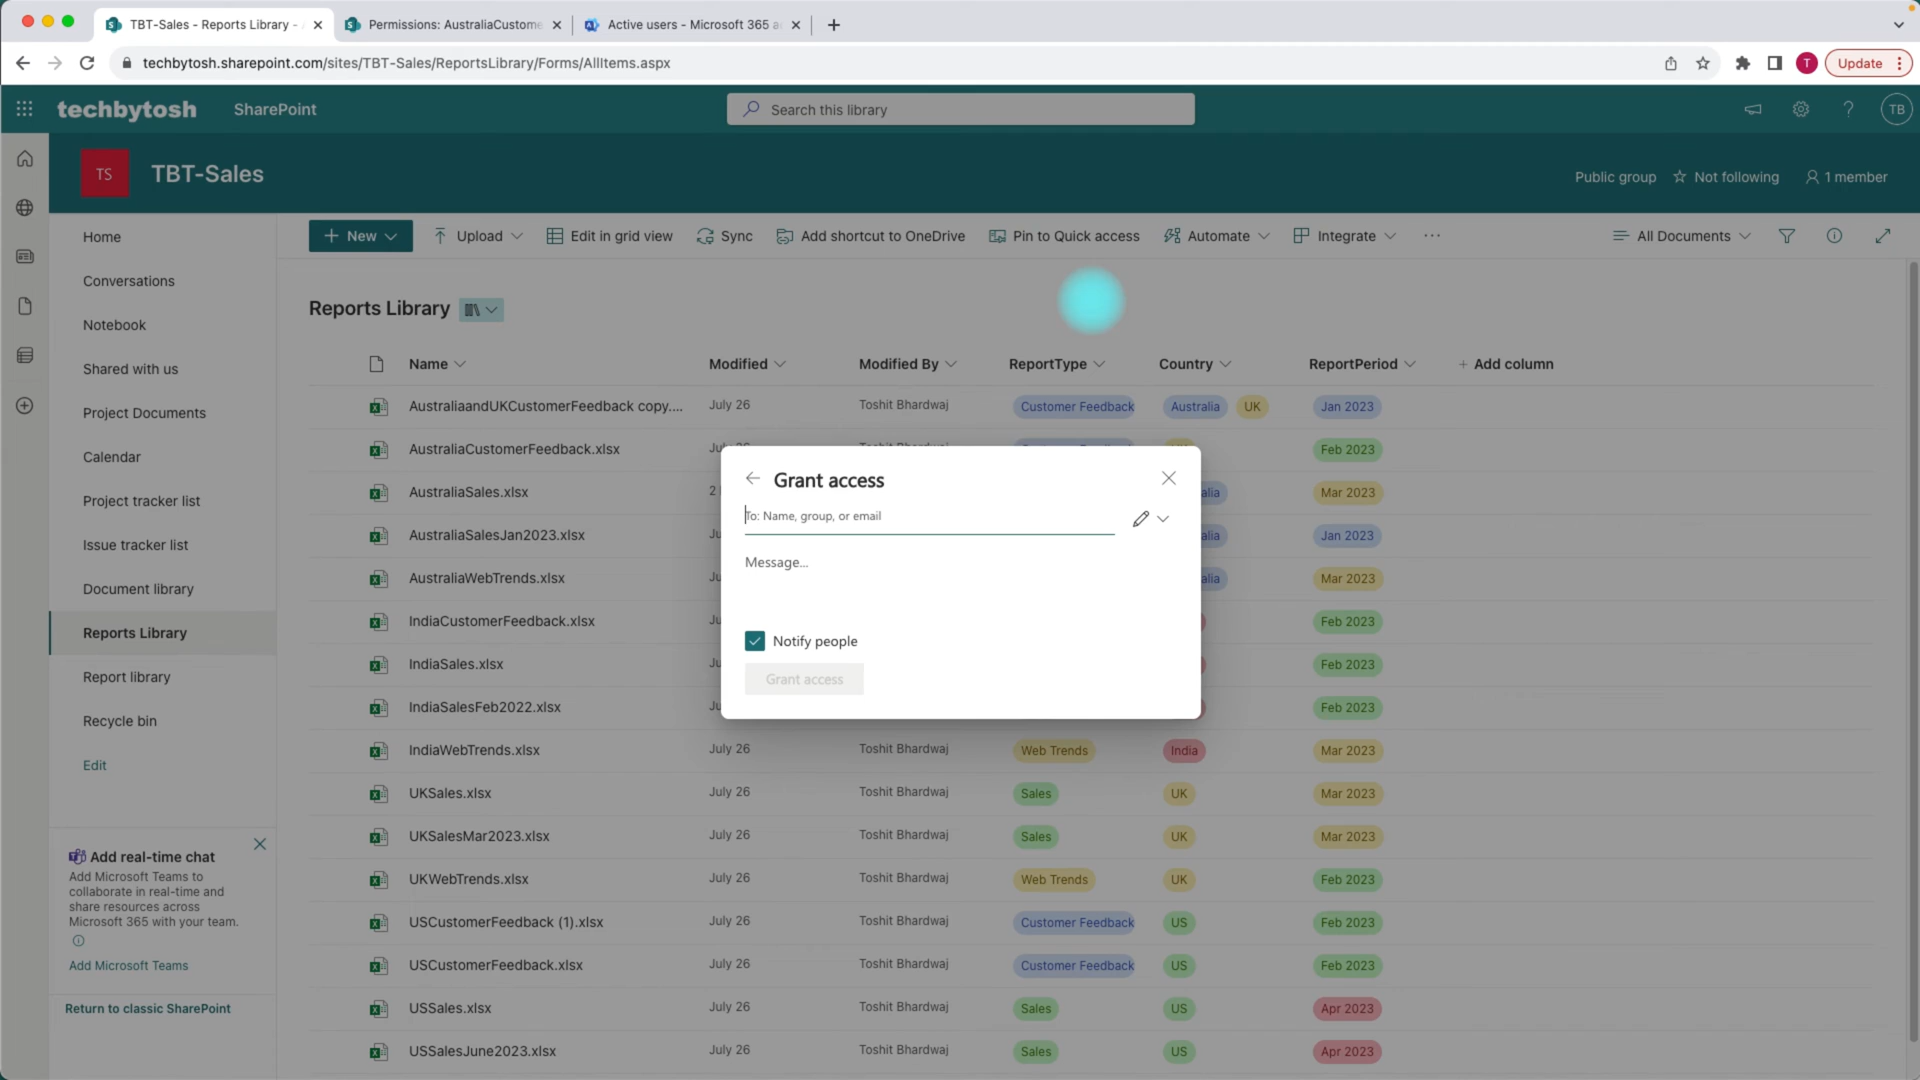 TBT-Sales - Reports Library -
Permissions: AustraliaCustome
Active users - Microsoft 365 a
techbytosh.sharepoint.com/sites/TBT-Sales/ReportsLibrary/Forms/AllItems.aspx
T
Update
techbytosh
SharePoint
Search this library
TB
TS
TBT-Sales
Public group
Not following
1 member
Home
Conversations
Notebook
Shared with us
Project Documents
Calendar
Project tracker list
Issue tracker list
Document library
Reports Library
Report library
Recycle bin
Edit
Add real-time chat
Add Microsoft Teams to
collaborate in real-time and
share resources across
Microsoft 365 with your team.
Add Microsoft Teams
Return to classic SharePoint
+ New
Upload
Edit in grid view
Sync
Add shortcut to OneDrive
Pin to Quick access
Automate
Integrate
...
All Documents
Reports Library
Name Modified Modified By ReportType Country ReportPeriod + Add column
AustraliaandUKCustomerFeedback copy.... July 26 Toshit Bhardwaj Customer Feedback Australia UK Jan 2023
AustraliaCustomerFeedback.xlsx Feb 2023
AustraliaSales.xlsx 2 alia Mar 2023
AustraliaSalesJan2023.xlsx Ju alia Jan 2023
AustraliaWebTrends.xlsx Ju alia Mar 2023
IndiaCustomerFeedback.xlsx Ju Feb 2023
IndiaSales.xlsx Ju Feb 2023
IndiaSalesFeb2022.xlsx Ju Feb 2023
IndiaWebTrends.xlsx July 26 Toshit Bhardwaj Web Trends India Mar 2023
UKSales.xlsx July 26 Toshit Bhardwaj Sales UK Mar 2023
UKSalesMar2023.xlsx July 26 Toshit Bhardwaj Sales UK Mar 2023
UKWebTrends.xlsx July 26 Toshit Bhardwaj Web Trends UK Feb 2023
USCustomerFeedback (1).xlsx July 26 Toshit Bhardwaj Customer Feedback US Feb 2023
USCustomerFeedback.xlsx July 26 Toshit Bhardwaj Customer Feedback US Feb 2023
USSales.xlsx July 26 Toshit Bhardwaj Sales US Apr 2023
USSalesJune2023.xlsx July 26 Toshit Bhardwaj Sales US Apr 2023
Grant access
To: Name, group, or email
Message...
Notify people
Grant access